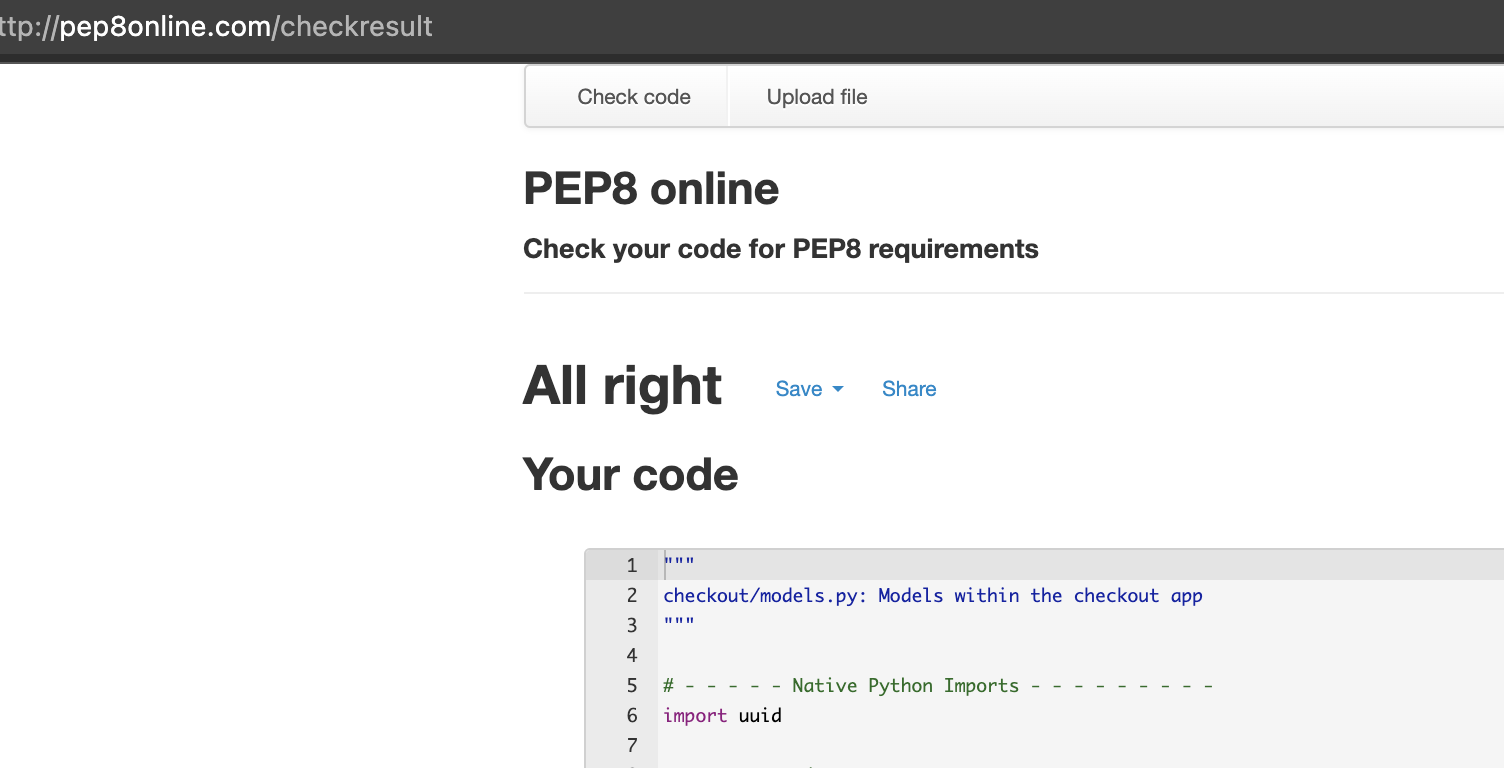 ttp://pep8online.com/checkresult
Check code Upload file
PEP8 online
Check your code for PEP8 requirements
All right Save Share
Your code
1 """
2 checkout/models.py: Models within the checkout app
3 """
4
5 # - - - - - Native Python Imports - - - - - - - - -
6 import uuid
7